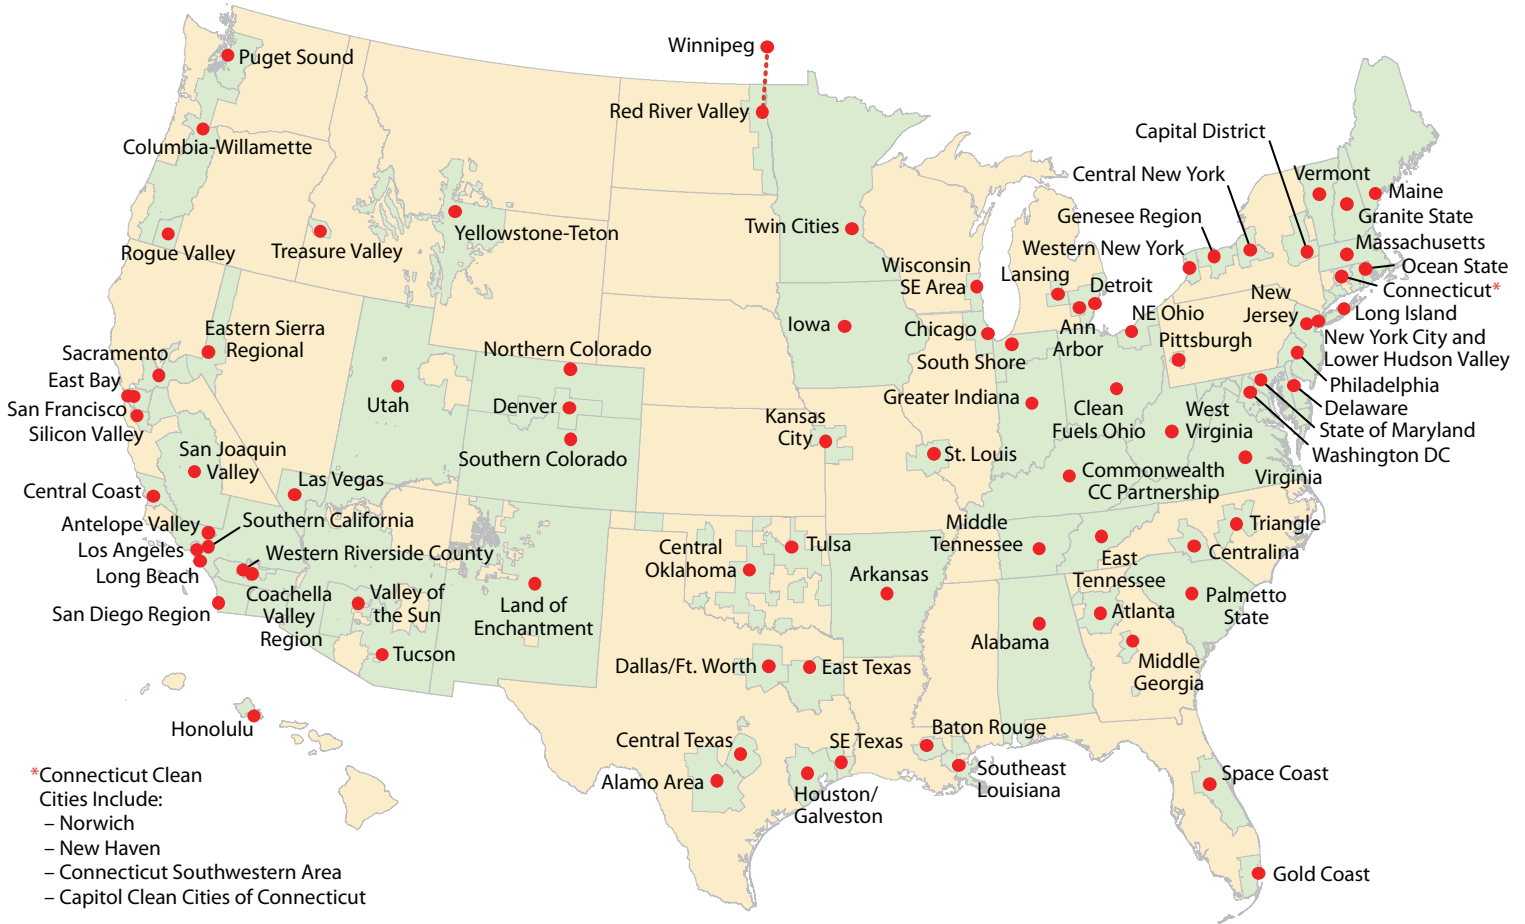 Winnipeg
Puget Sound
Red River Valley
Capital District
Columbia-Willamette
Central New York
Vermont
Maine
Genesee Region
Granite State
Twin Cities
Yellowstone-Teton
Rogue Valley
Treasure Valley
Western New York
Massachusetts
Wisconsin
SE Area
Lansing
Ocean State
Detroit
Connecticut*
New
Jersey
Long Island
NE Ohio
Iowa
Chicago
Ann
Arbor
Eastern Sierra
Regional
Pittsburgh
New York City and
Lower Hudson Valley
Sacramento
Northern Colorado
South Shore
East Bay
Philadelphia
Utah
Denver
Greater Indiana
Clean
Fuels Ohio
West
Virginia
Delaware
San Francisco
Kansas
City
State of Maryland
Silicon Valley
San Joaquin
Valley
Southern Colorado
St. Louis
Washington DC
Las Vegas
Commonwealth
CC Partnership
Virginia
Central Coast
Antelope Valley
Southern California
Middle
Tennessee
Triangle
Los Angeles
Western Riverside County
Central
Oklahoma
Tulsa
East
Tennessee
Centralina
Long Beach
Arkansas
Coachella
Valley
Region
Valley of
the Sun
Land of
Enchantment
Palmetto
State
San Diego Region
Atlanta
Alabama
Tucson
Dallas/Ft. Worth
East Texas
Middle
Georgia
Honolulu
Central Texas
SE Texas
Baton Rouge
Alamo Area
Houston/
Galveston
Southeast
Louisiana
Space Coast
Gold Coast
*Connecticut Clean
Cities Include:
– Norwich
– New Haven
– Connecticut Southwestern Area
– Capitol Clean Cities of Connecticut